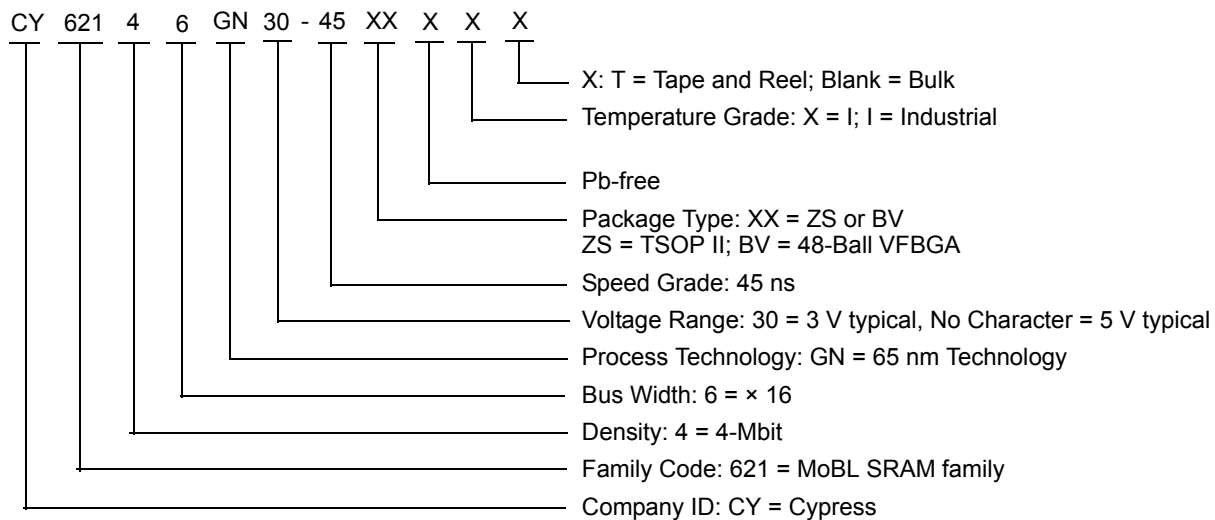 CY 621 4 6 GN 30 - 45 XX X X X
X: T = Tape and Reel; Blank = Bulk
Temperature Grade: X = I; I = Industrial
Pb-free
Package Type: XX = ZS or BV
ZS = TSOP II; BV = 48-Ball VFBGA
Speed Grade: 45 ns
Voltage Range: 30 = 3 V typical, No Character = 5 V typical
Process Technology: GN = 65 nm Technology
Bus Width: 6 = × 16
Density: 4 = 4-Mbit
Family Code: 621 = MoBL SRAM family
Company ID: CY = Cypress